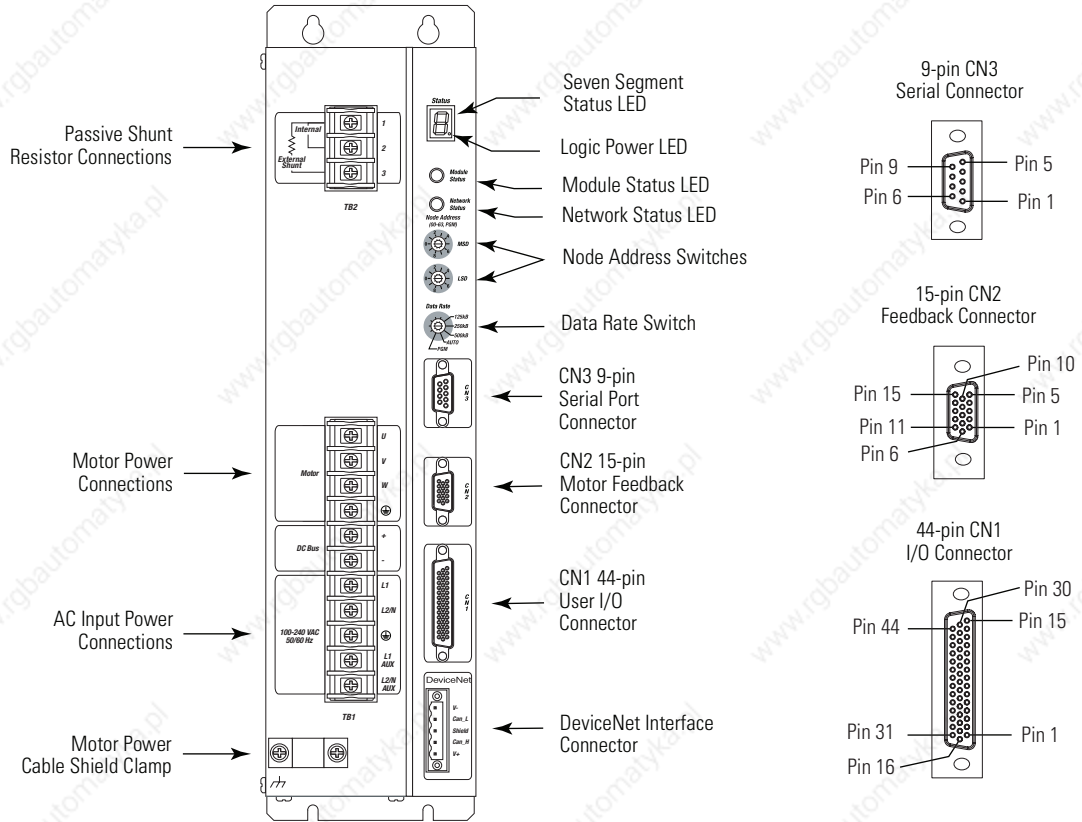 Passive Shunt
Resistor Connections
Motor Power
Connections
AC Input Power
Connections
Motor Power
Cable Shield Clamp
Internal
External
Shunt
1
2
3
TB2
Motor
U
V
W
DC Bus
+
-
100-240 VAC
50/60 Hz
L1
L2/N
L1
AUX
L2/N
AUX
TB1
Status
Module
Status
Network
Status
Node Address
(00-63, PGM)
MSD
LSD
Data Rate
125kB
250kB
500kB
AUTO
PGM
CN3
CN2
CN1
DeviceNet
V-
Can_L
Shield
Can_H
V+
Seven Segment
Status LED
Logic Power LED
Module Status LED
Network Status LED
Node Address Switches
Data Rate Switch
CN3 9-pin
Serial Port
Connector
CN2 15-pin
Motor Feedback
Connector
CN1 44-pin
User I/O
Connector
DeviceNet Interface
Connector
9-pin CN3
Serial Connector
Pin 9
Pin 5
Pin 6
Pin 1
15-pin CN2
Feedback Connector
Pin 10
Pin 15
Pin 5
Pin 11
Pin 1
Pin 6
44-pin CN1
I/O Connector
Pin 30
Pin 15
Pin 44
Pin 31
Pin 1
Pin 16
www.rgbautomatyka.pl